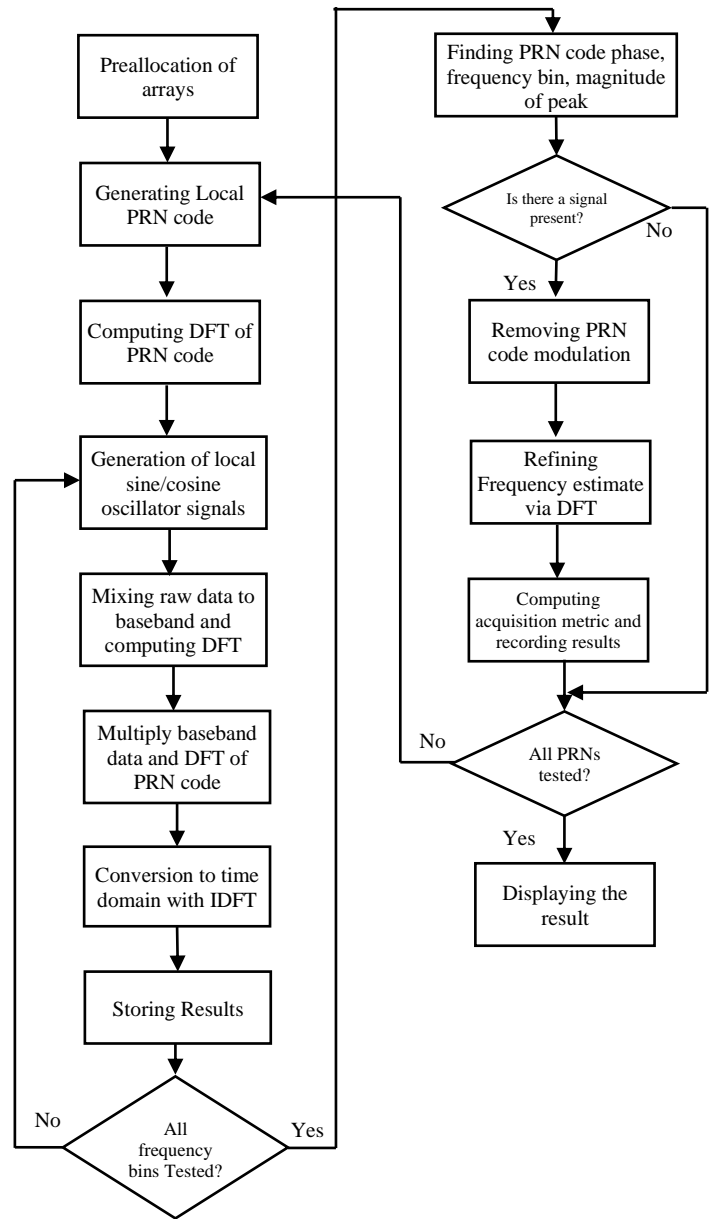 Preallocation of
arrays
Generating Local
PRN code
Computing DFT of
PRN code
Generation of local
sine/cosine
oscillator signals
Mixing raw data to
baseband and
computing DFT
Multiply baseband
data and DFT of
PRN code
Conversion to time
domain with IDFT
Storing Results
All
frequency
bins Tested?
No
Yes
Finding PRN code phase,
frequency bin, magnitude
of peak
Is there a signal
present?
No
Yes
Removing PRN
code modulation
Refining
Frequency estimate
via DFT
Computing
acquisition metric and
recording results
All PRNs
tested?
No
Yes
Displaying the
result